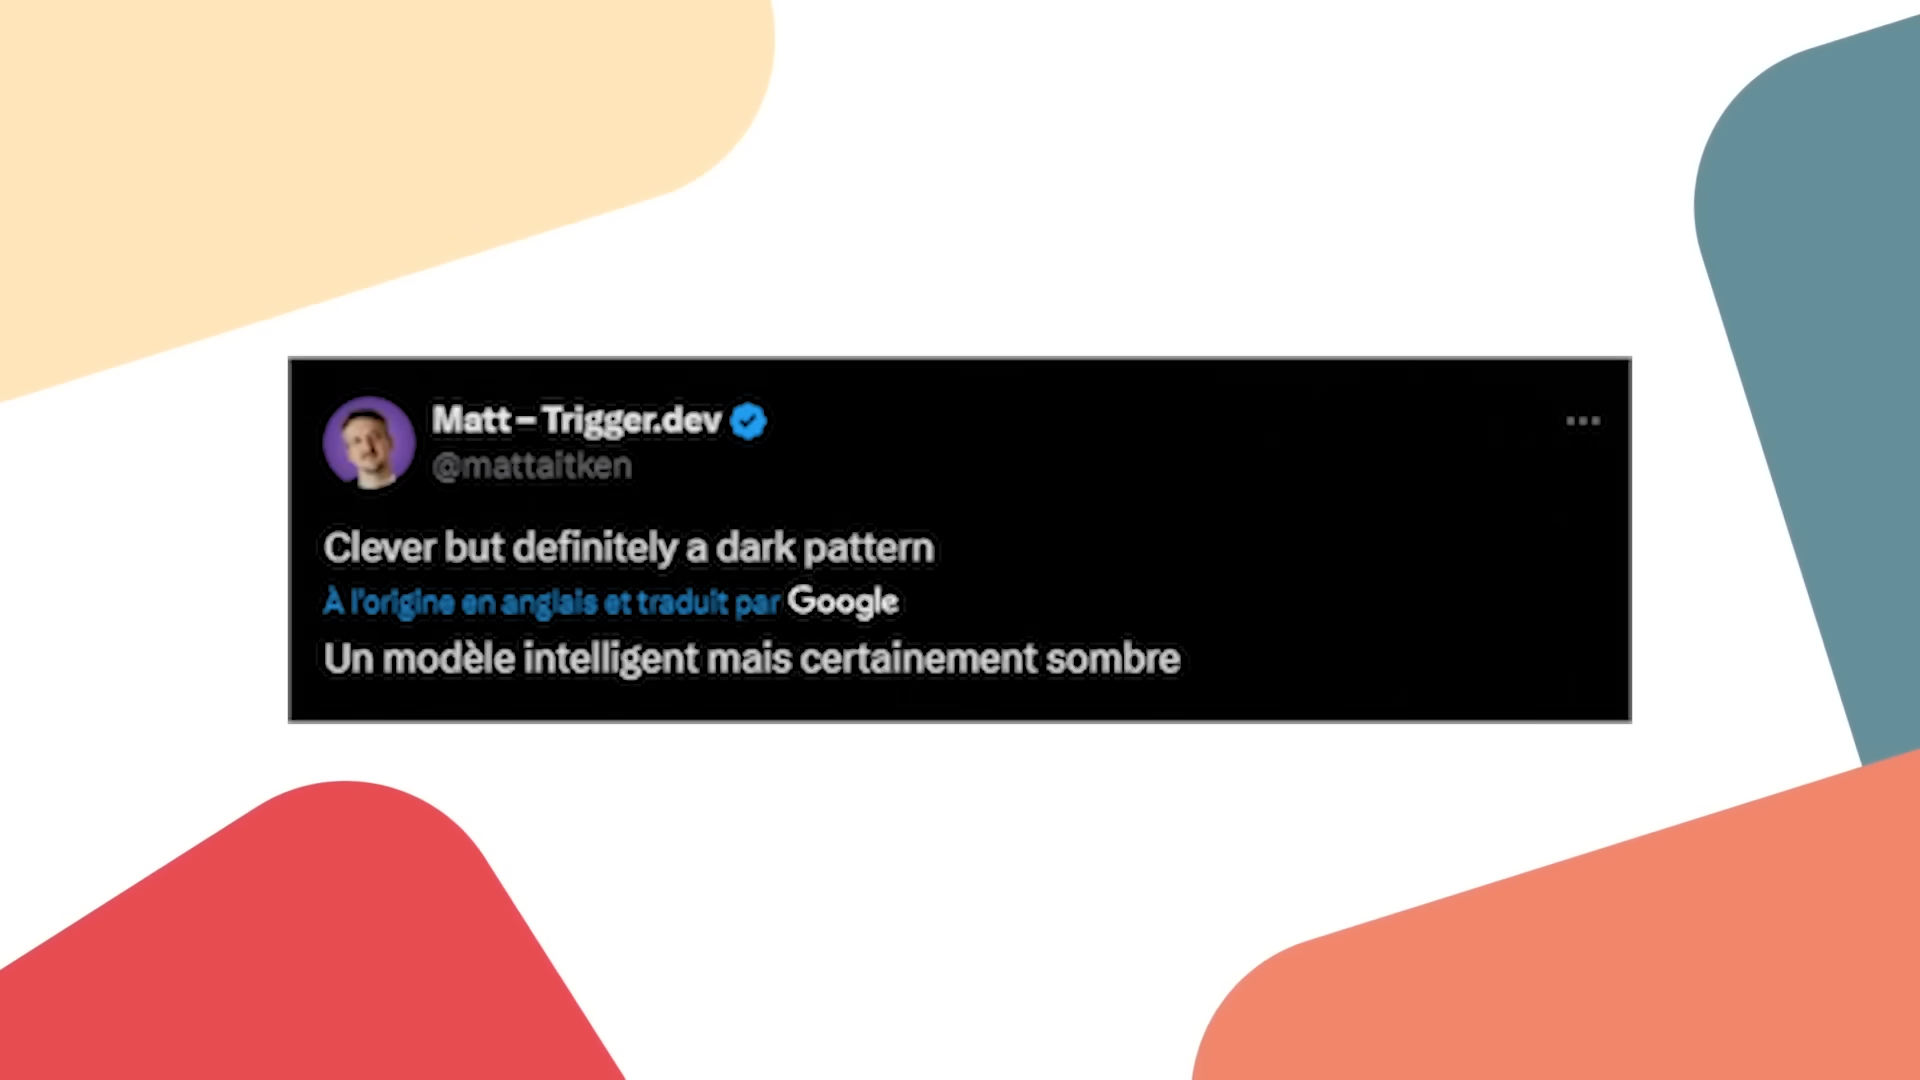 Matt – Trigger.dev
@mattaitken
Clever but definitely a dark pattern
À l'origine en anglais et traduit par Google
Un modèle intelligent mais certainement sombre